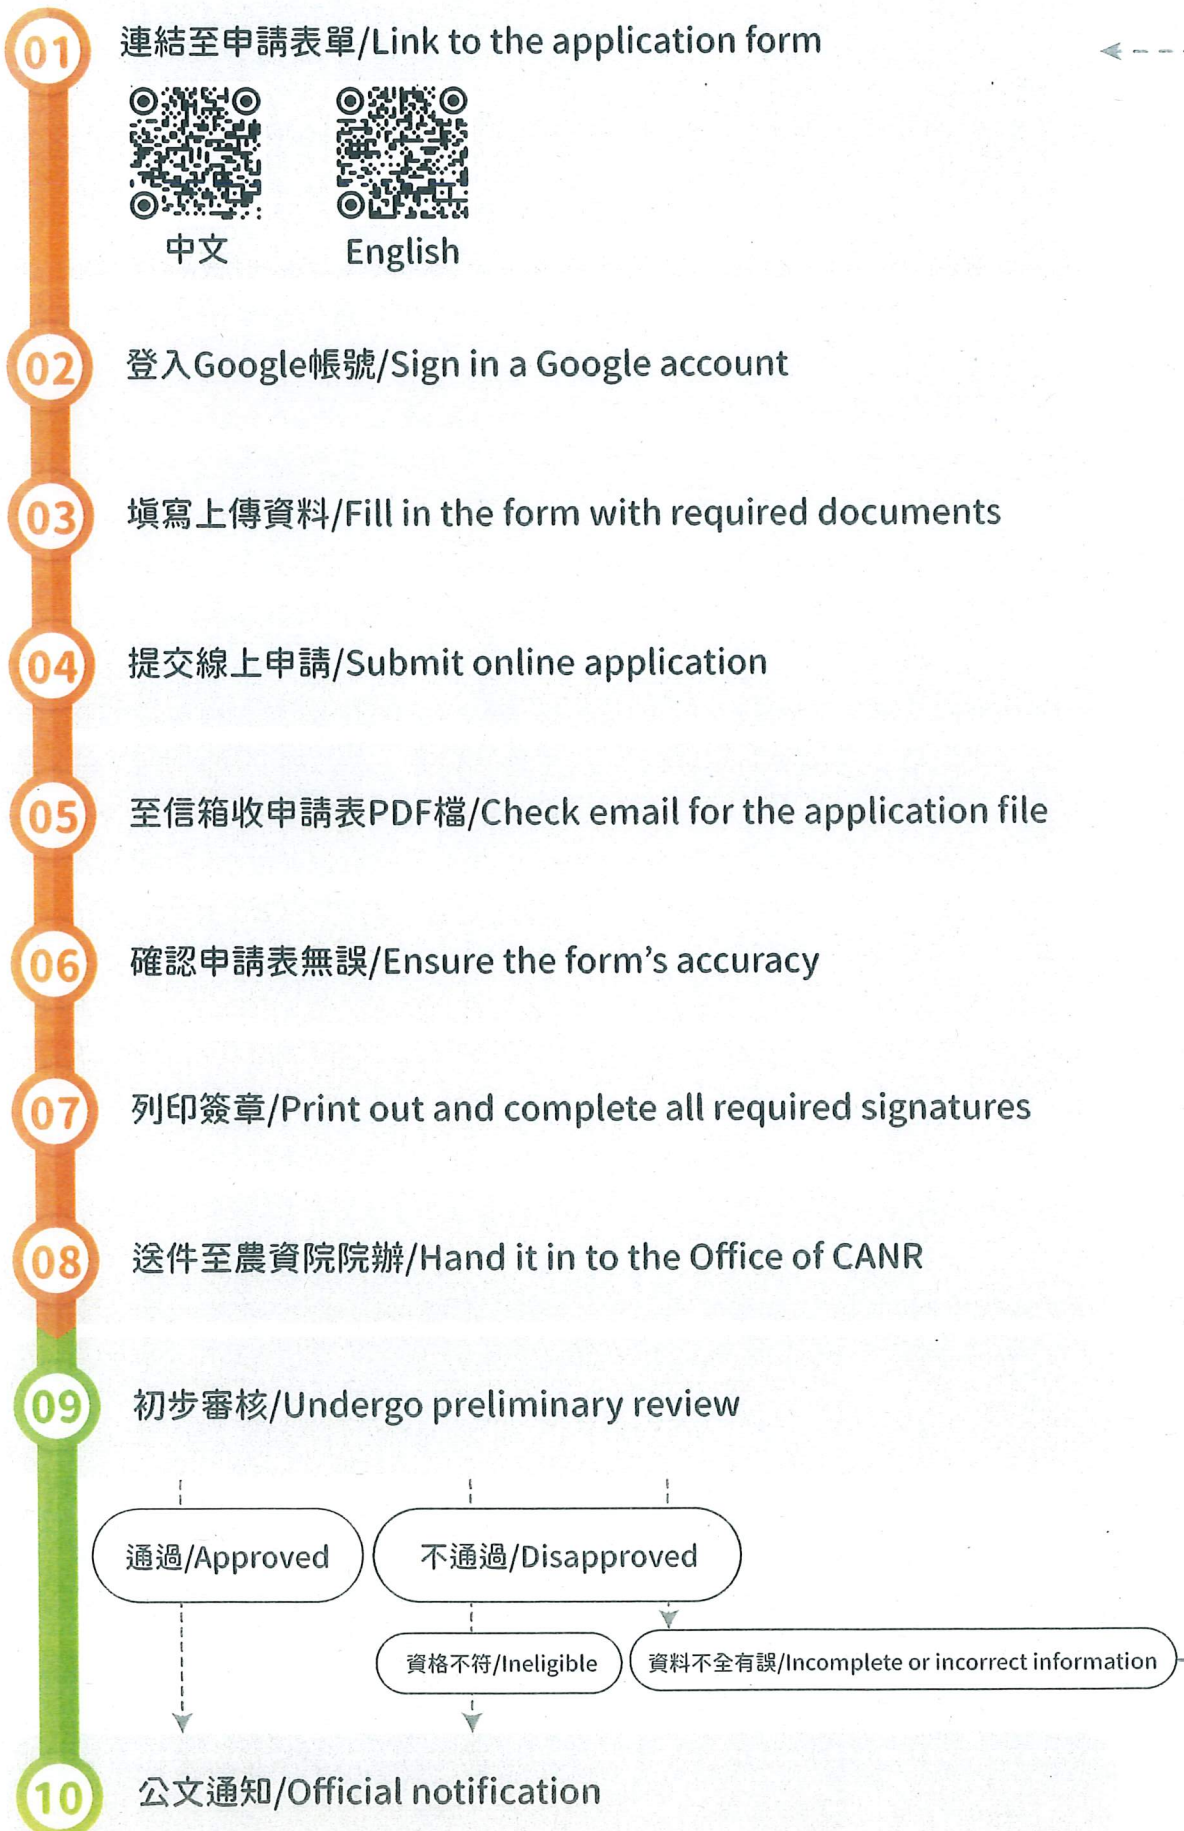 01
連結至申請表單/Link to the application form
中文
English
02
登入Google帳號/Sign in a Google account
03
填寫上傳資料/Fill in the form with required documents
04
提交線上申請/Submit online application
05
至信箱收申請表PDF檔/Check email for the application file
06
確認申請表無誤/Ensure the form's accuracy
07
列印簽章/Print out and complete all required signatures
08
送件至農資院院辦/Hand it in to the Office of CANR
09
初步審核/Undergo preliminary review
通過/Approved
不通過/Disapproved
資格不符/Ineligible
資料不全有誤/Incomplete or incorrect information
10
公文通知/Official notification